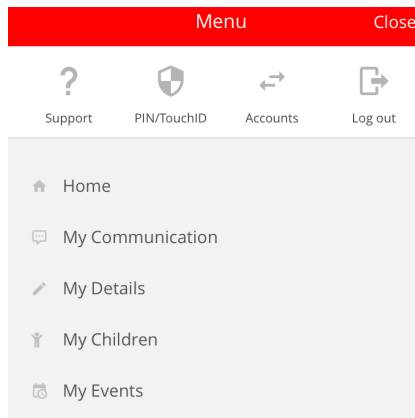 Menu Close
Support PIN/TouchID Accounts Log out
Home
My Communication
My Details
My Children
My Events